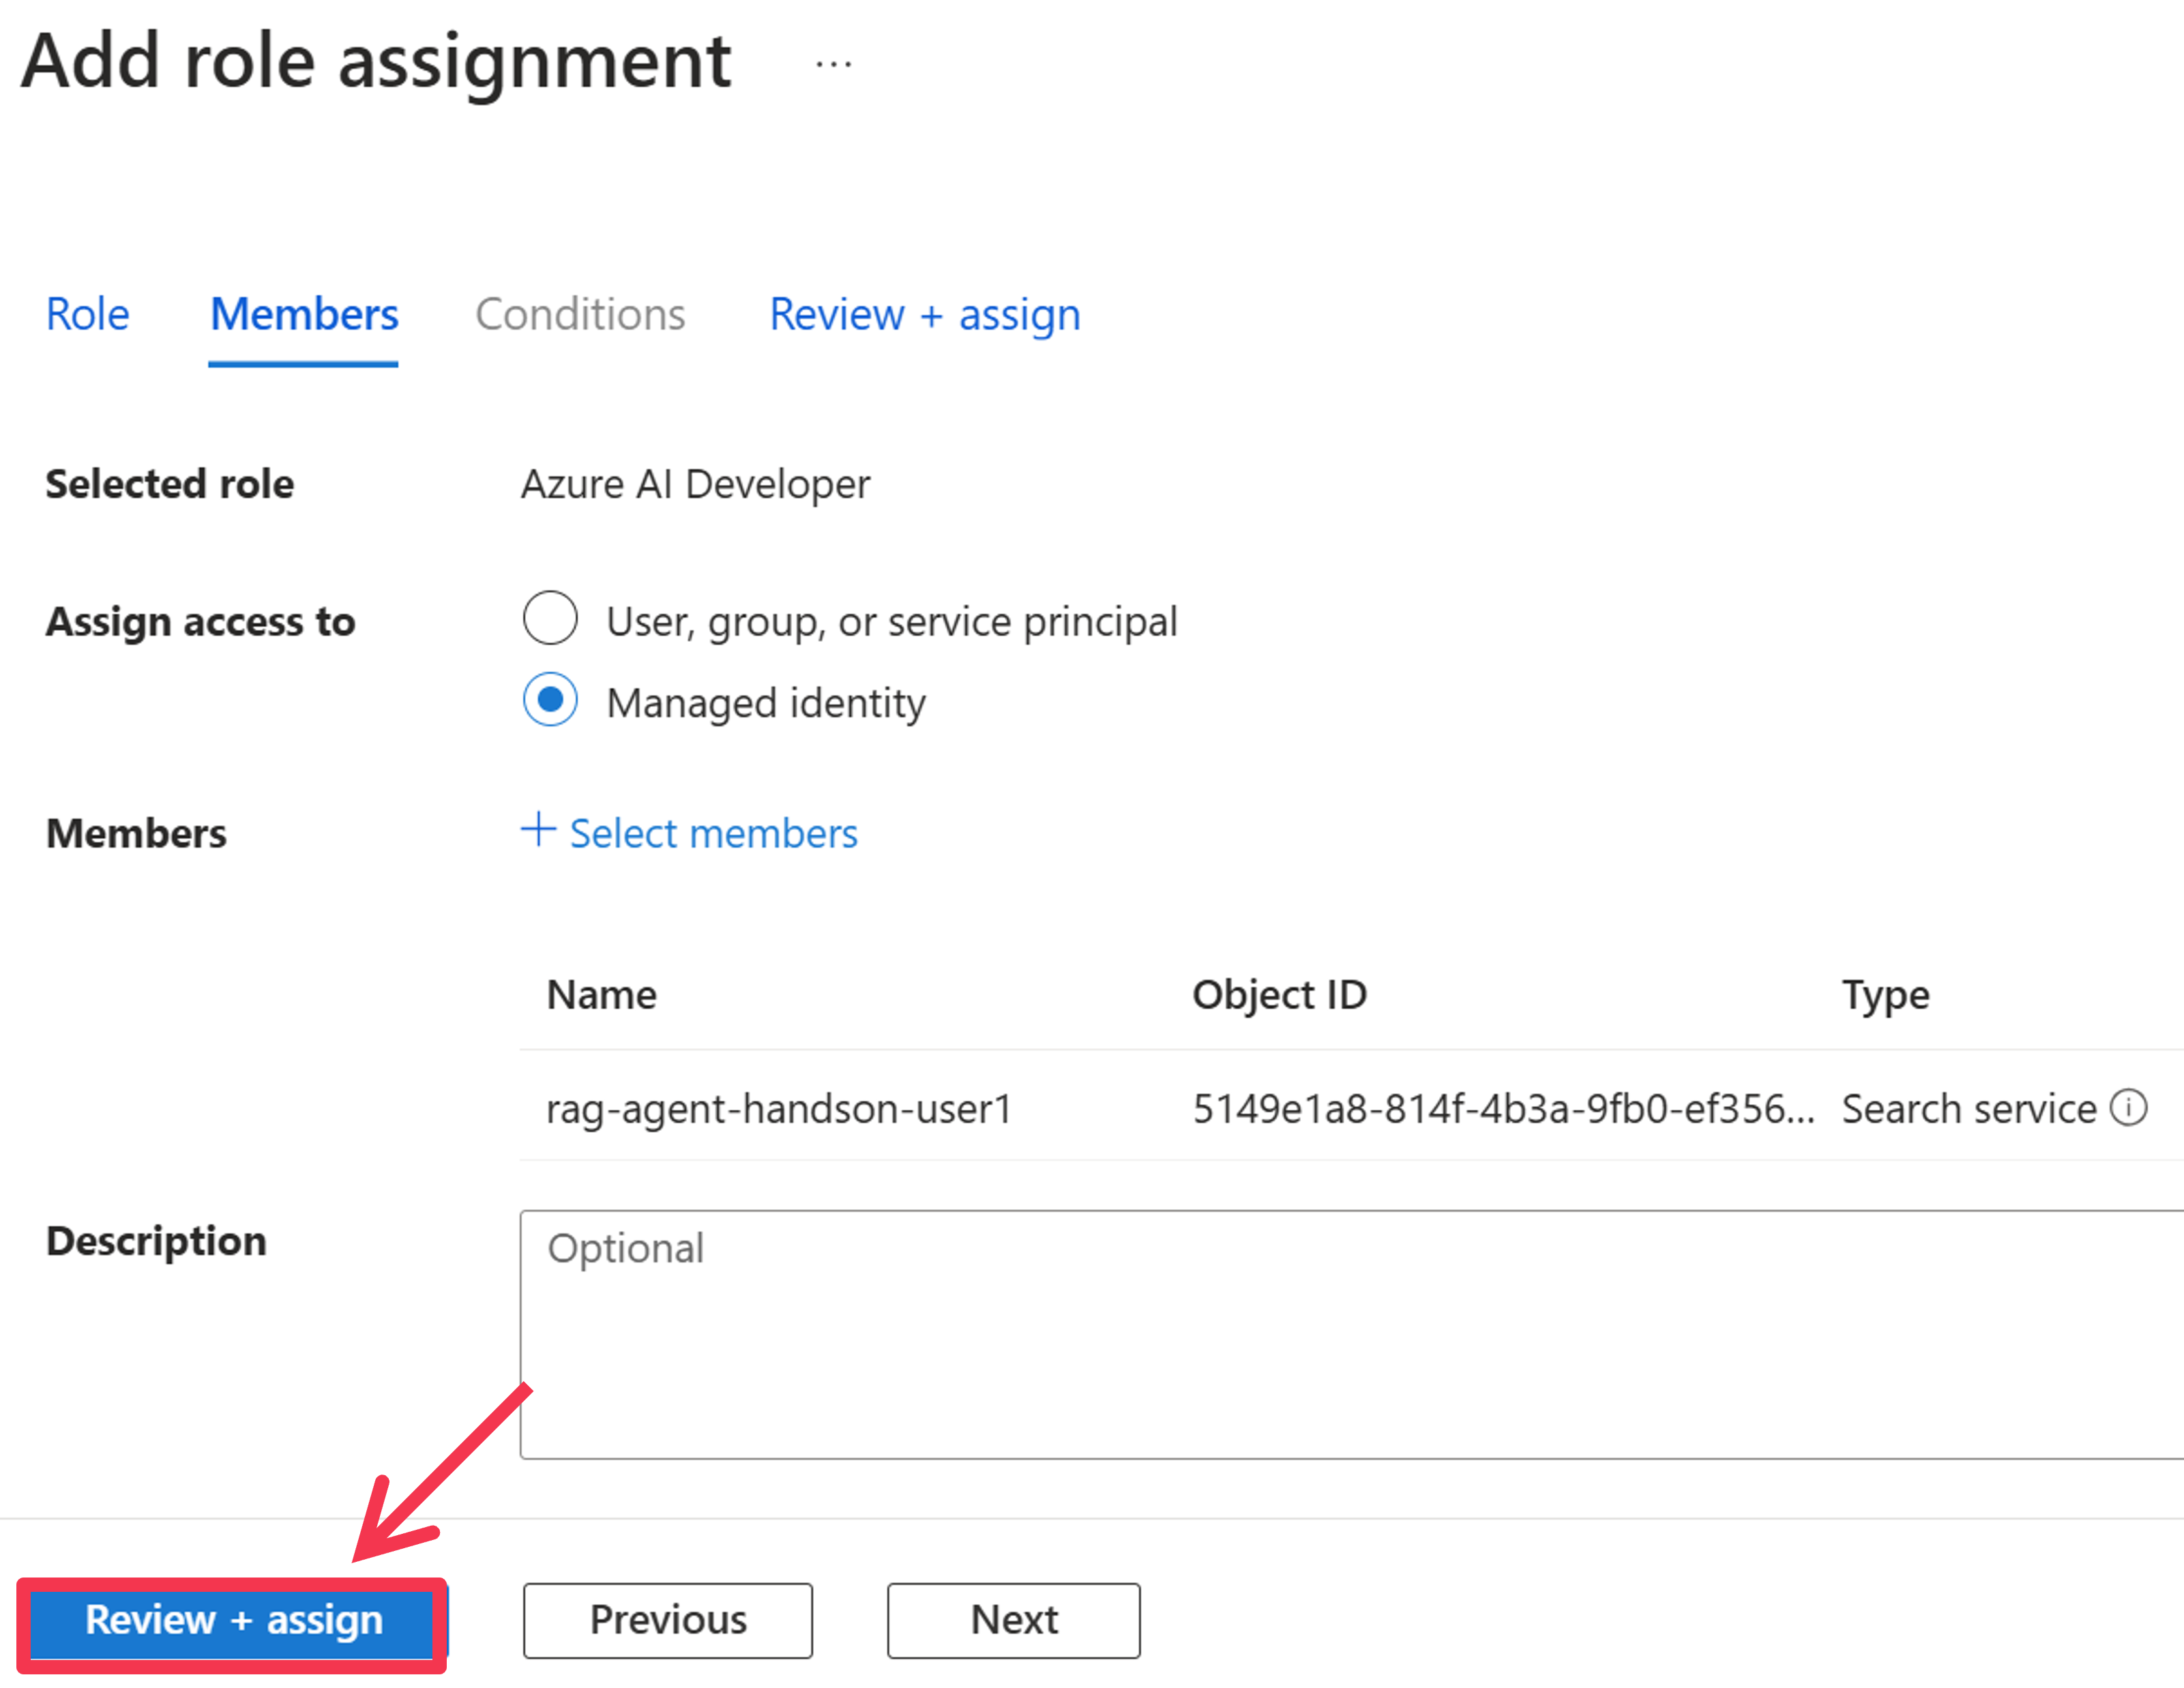 Add role assignment ...
Role Members Conditions Review + assign
Selected role Azure AI Developer
Assign access to User, group, or service principal
Managed identity
Members + Select members
Name Object ID Type
rag-agent-handson-user1 5149e1a8-814f-4b3a-9fb0-ef356... Search service
Description Optional
Review + assign Previous Next